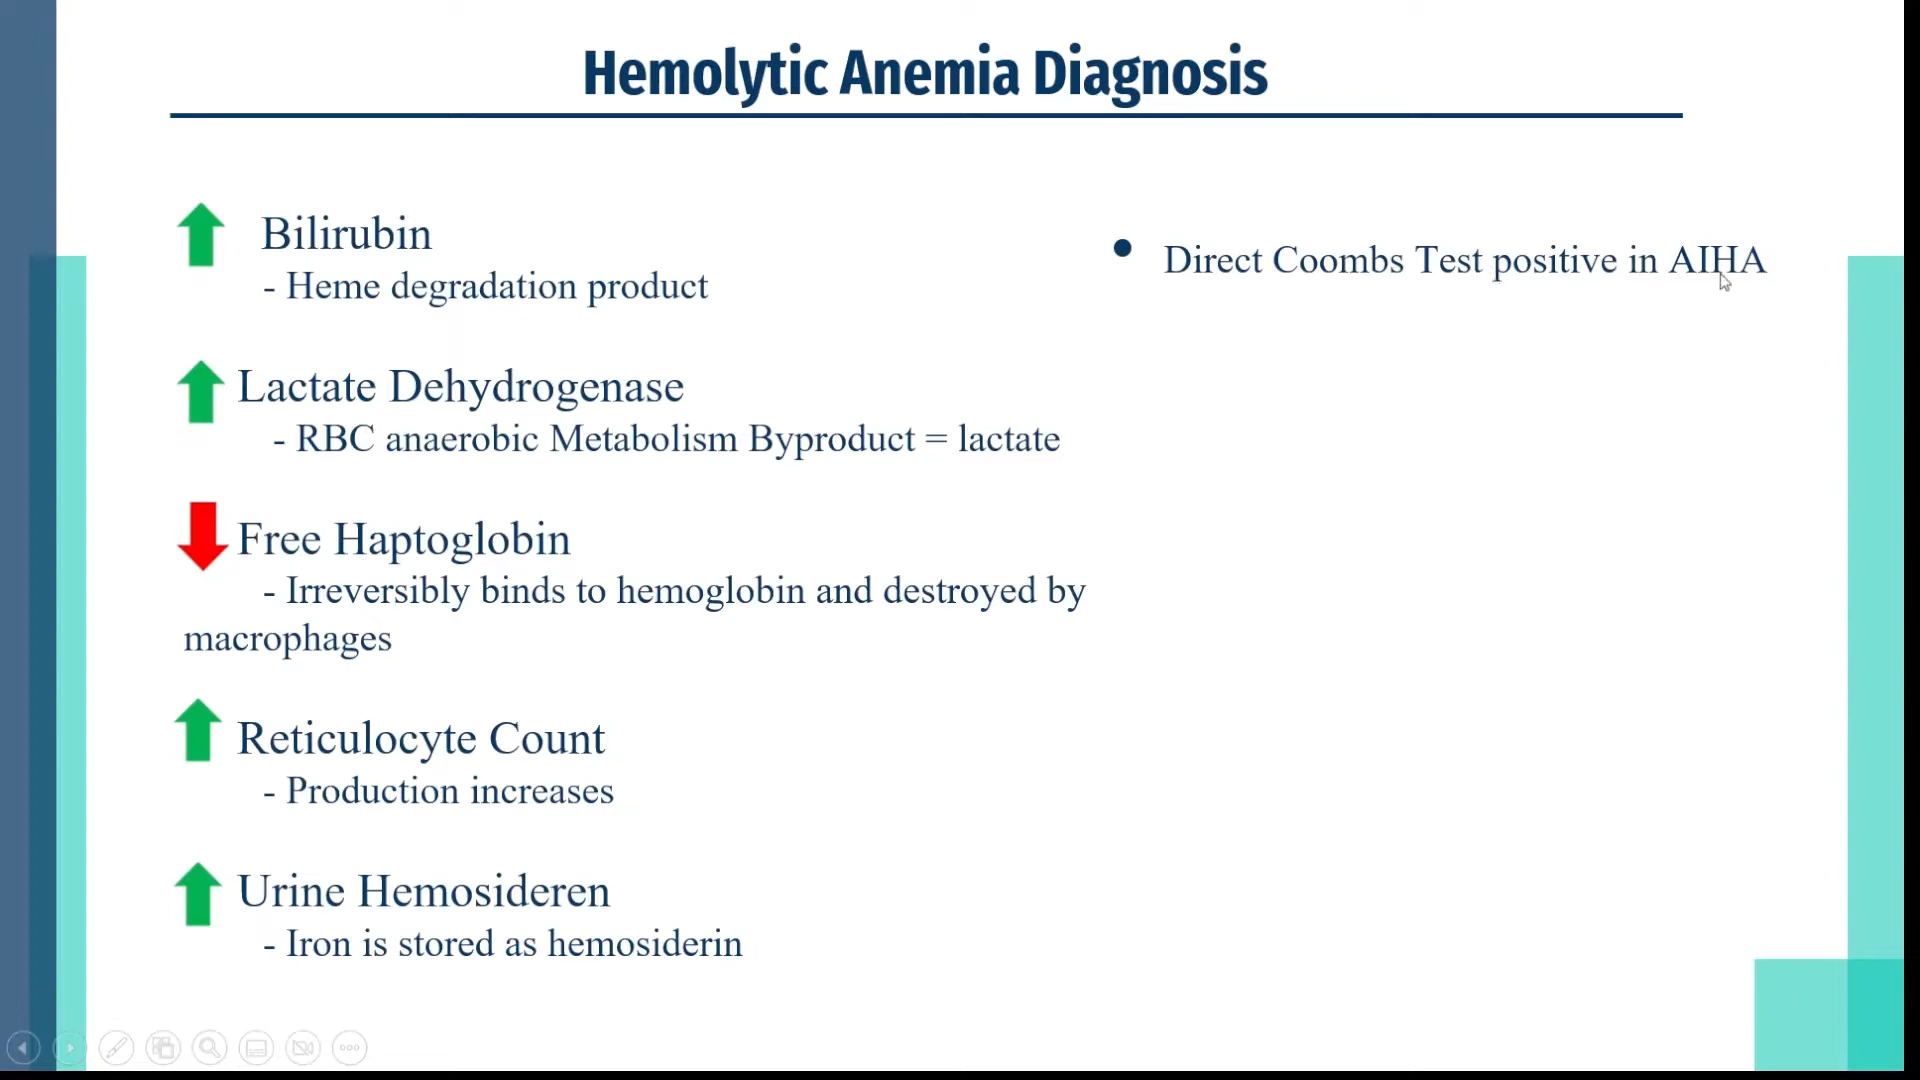 Hemolytic Anemia Diagnosis
Bilirubin
- Heme degradation product
Lactate Dehydrogenase
- RBC anaerobic Metabolism Byproduct = lactate
Free Haptoglobin
- Irreversibly binds to hemoglobin and destroyed by
macrophages
Reticulocyte Count
- Production increases
Urine Hemosideren
- Iron is stored as hemosiderin
• Direct Coombs Test positive in AIHA